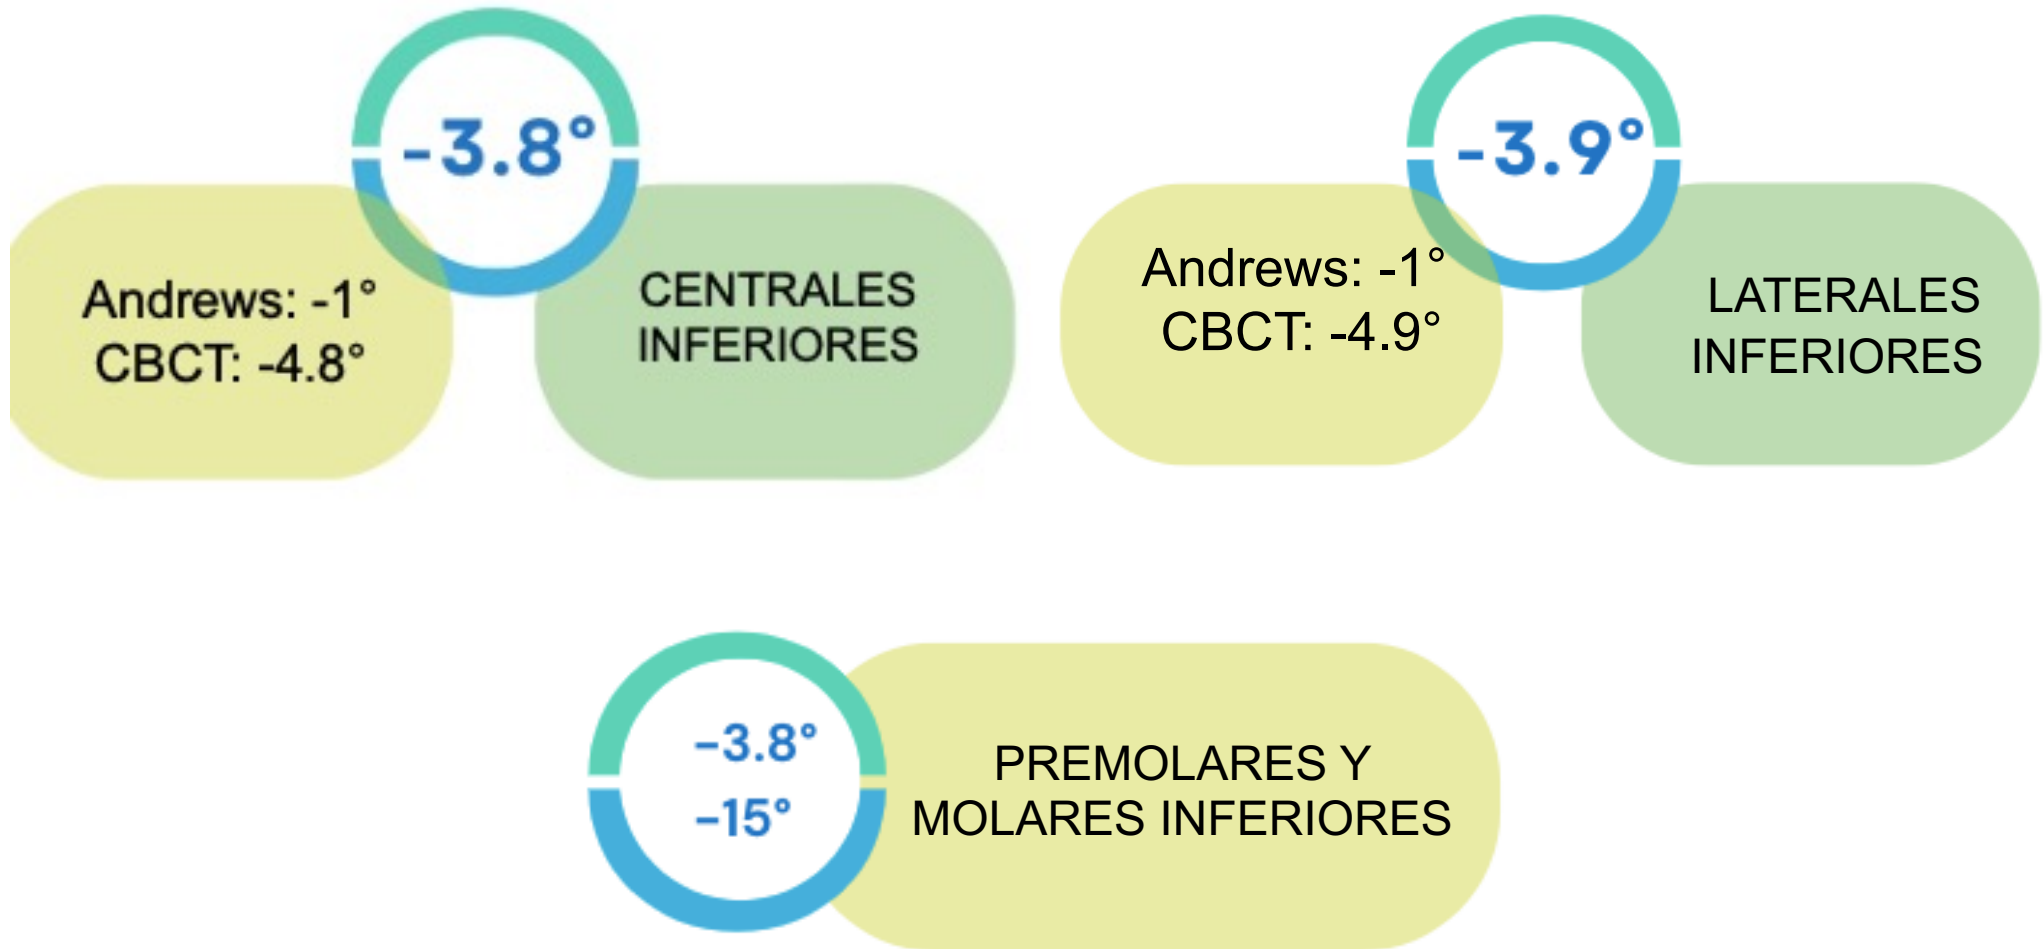 -3.8°
Andrews: -1°
CBCT: -4.8°
CENTRALES
INFERIORES
-3.9°
Andrews: -1°
CBCT: -4.9°
LATERALES
INFERIORES
-3.8°
-15°
PREMOLARES Y
MOLARES INFERIORES